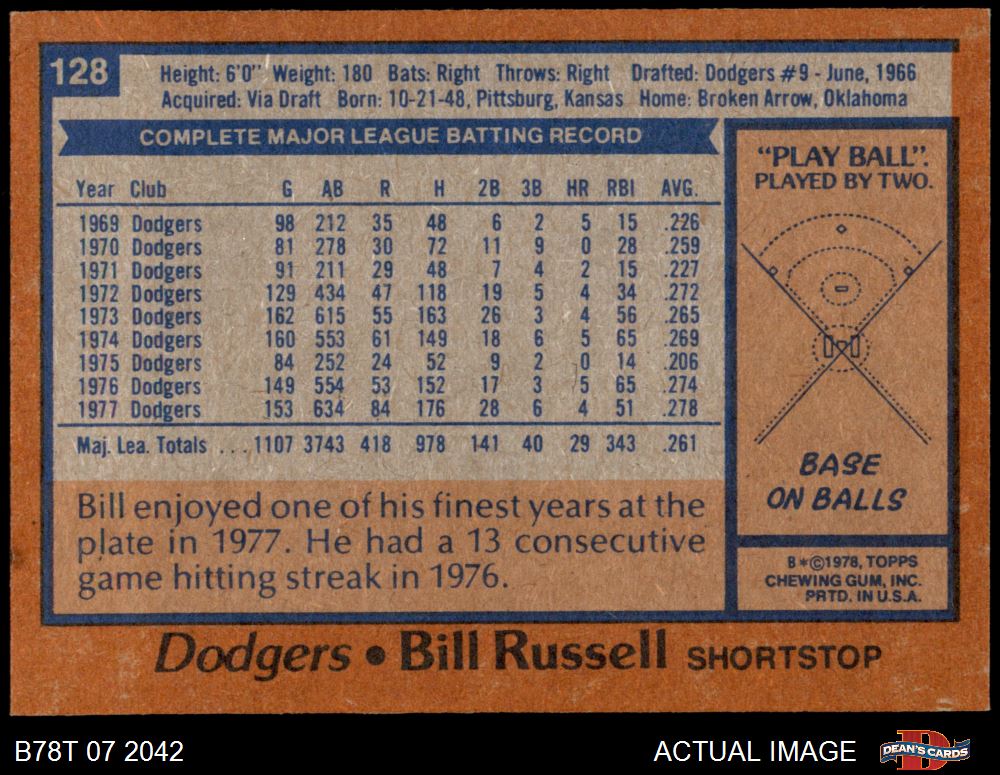 128
Height: 6'0" Weight: 180 Bats: Right Throws: Right Drafted: Dodgers #9 - June, 1966
Acquired: Via Draft Born: 10-21-48, Pittsburg, Kansas Home: Broken Arrow, Oklahoma
COMPLETE MAJOR LEAGUE BATTING RECORD
Year Club G AB R H 2B 3B HR RBI AVG.
1969 Dodgers 98 212 35 48 6 2 5 15 .226
1970 Dodgers 81 278 30 72 11 9 0 28 .259
1971 Dodgers 91 211 29 48 7 4 2 15 .227
1972 Dodgers 129 434 47 118 19 5 4 34 .272
1973 Dodgers 162 615 55 163 26 3 4 56 .265
1974 Dodgers 160 553 61 149 18 6 5 65 .269
1975 Dodgers 84 252 24 52 9 2 0 14 .206
1976 Dodgers 149 554 53 152 17 3 5 65 .274
1977 Dodgers 153 634 84 176 28 6 4 51 .278
Maj. Lea. Totals ... 1107 3743 418 978 141 40 29 343 .261
Bill enjoyed one of his finest years at the
plate in 1977. He had a 13 consecutive
game hitting streak in 1976.
"PLAY BALL".
PLAYED BY TWO.
BASE
ON BALLS
B*©1978, TOPPS
CHEWING GUM, INC.
PRTD. IN U.S.A.
Dodgers • Bill Russell SHORTSTOP
B78T 07 2042
ACTUAL IMAGE
D
DEAN'S CARDS